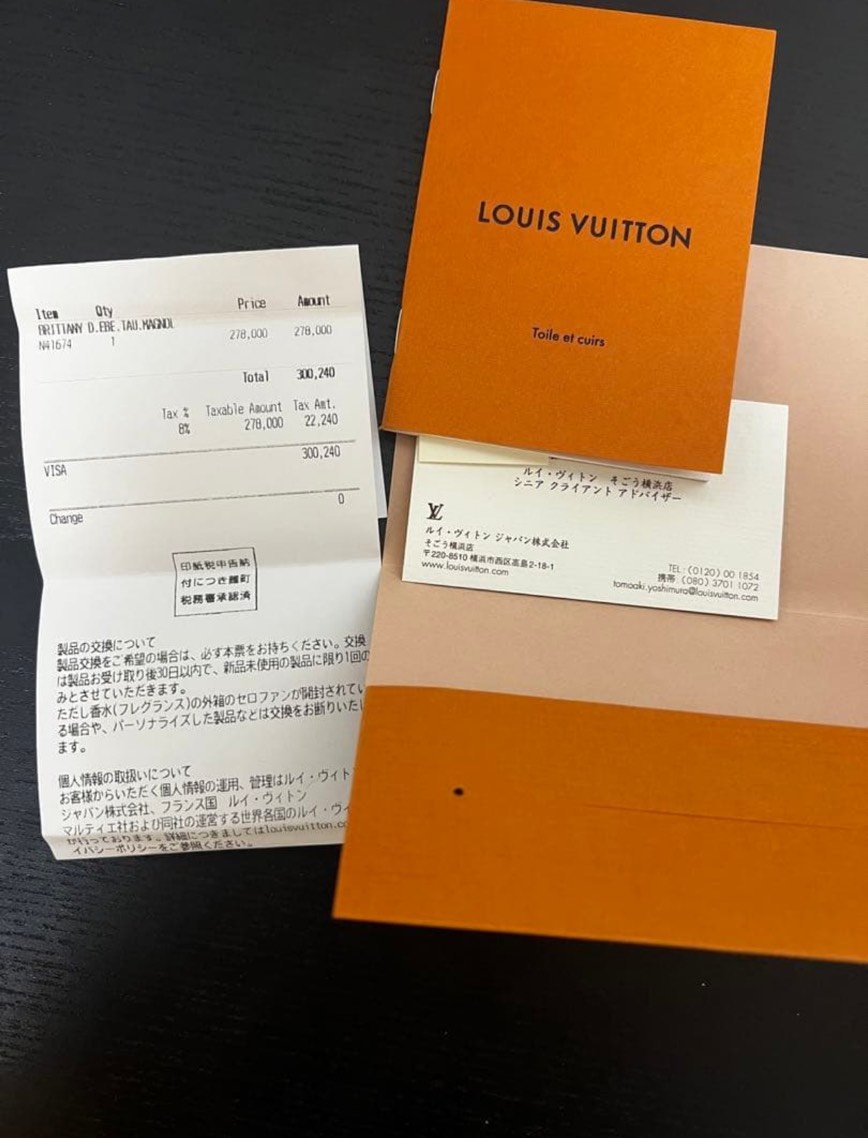 Item Qty Price Amount
BRITTANY D.EBE.TAU.MAGNOL
N41674 1 278,000 278,000
Total 300,240
Tax % Taxable Amount Tax Amt.
8% 278,000 22,240
VISA 300,240
Change 0
印紙税申告納
付につき麹町
税務署承認済
製品の交換について
製品交換をご希望の場合は、必ず本票をお持ちください。交換
は製品お受け取り後30日以内で、新品未使用の製品に限り1回の
みとさせていただきます。
ただし香水(フレグランス)の外箱のセロファンが開封されてい
る場合や、パーソナライズした製品などは交換をお断りいたし
ます。
個人情報の取扱いについて
お客様からいただく個人情報の運用、管理はルイ・ヴィト
ジャパン株式会社、フランス国 ルイ・ヴィトン
マルティエ社および同社の運営する世界各国のルイ・ヴィ
が行っております。詳細につきましてはlouisvuitton.co
イバシーポリシーをご参照ください。
LOUIS VUITTON
Toile et cuirs
ルイ・ヴィトン そごう横浜店
シニア クライアント アドバイザー
LV
ルイ・ヴィトン ジャパン株式会社
そごう横浜店
〒220-8510 横浜市西区高島2-18-1
www.louisvuitton.com
TEL : (0120) 00 1854
携帯 (080) 3701 1072
tomoaki.yoshimura@louisvuitton.com